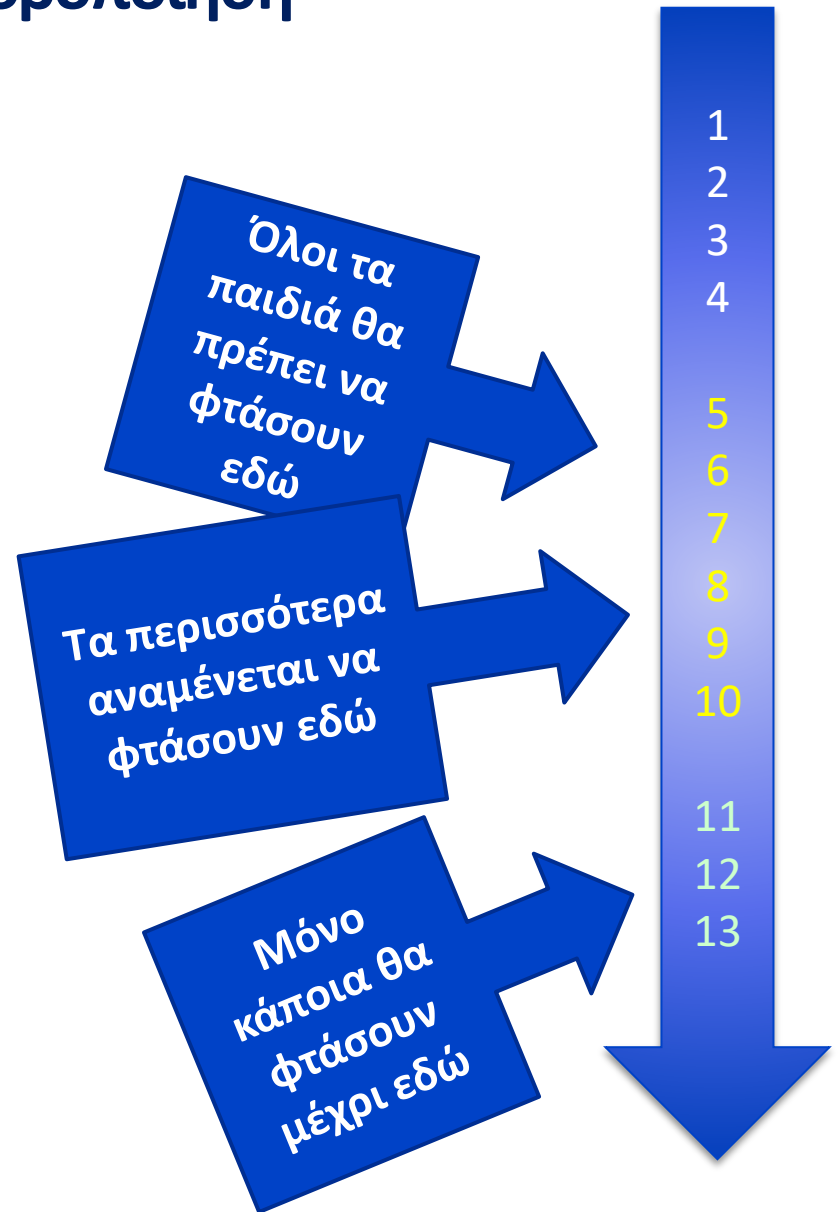 Όλοι τα
παιδιά θα
πρέπει να
φτάσουν
εδώ
Τα περισσότερα
αναμένεται να
φτάσουν εδώ
Μόνο
κάποια θα
φτάσουν
μέχρι εδώ
1
2
3
4
5
6
7
8
9
10
11
12
13